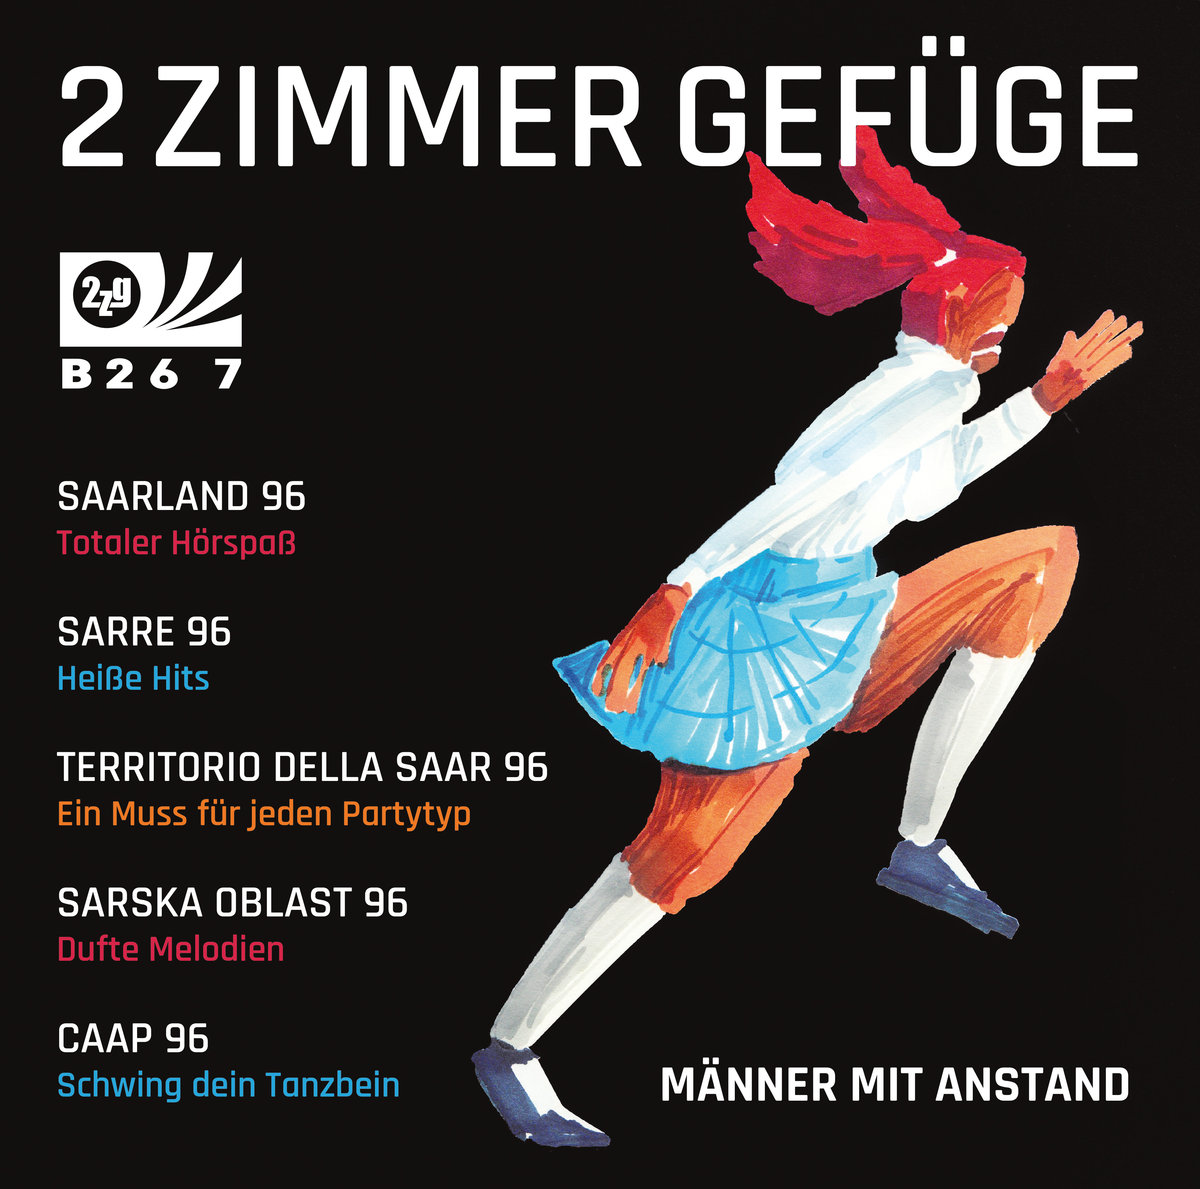 2 ZIMMER GEFÜGE
2zg
B26 7
SAARLAND 96
Totaler Hörspaß
SARRE 96
Heiße Hits
TERRITORIO DELLA SAAR 96
Ein Muss für jeden Partytyp
SARSKA OBLAST 96
Dufte Melodien
CAAP 96
Schwing dein Tanzbein
MÄNNER MIT ANSTAND